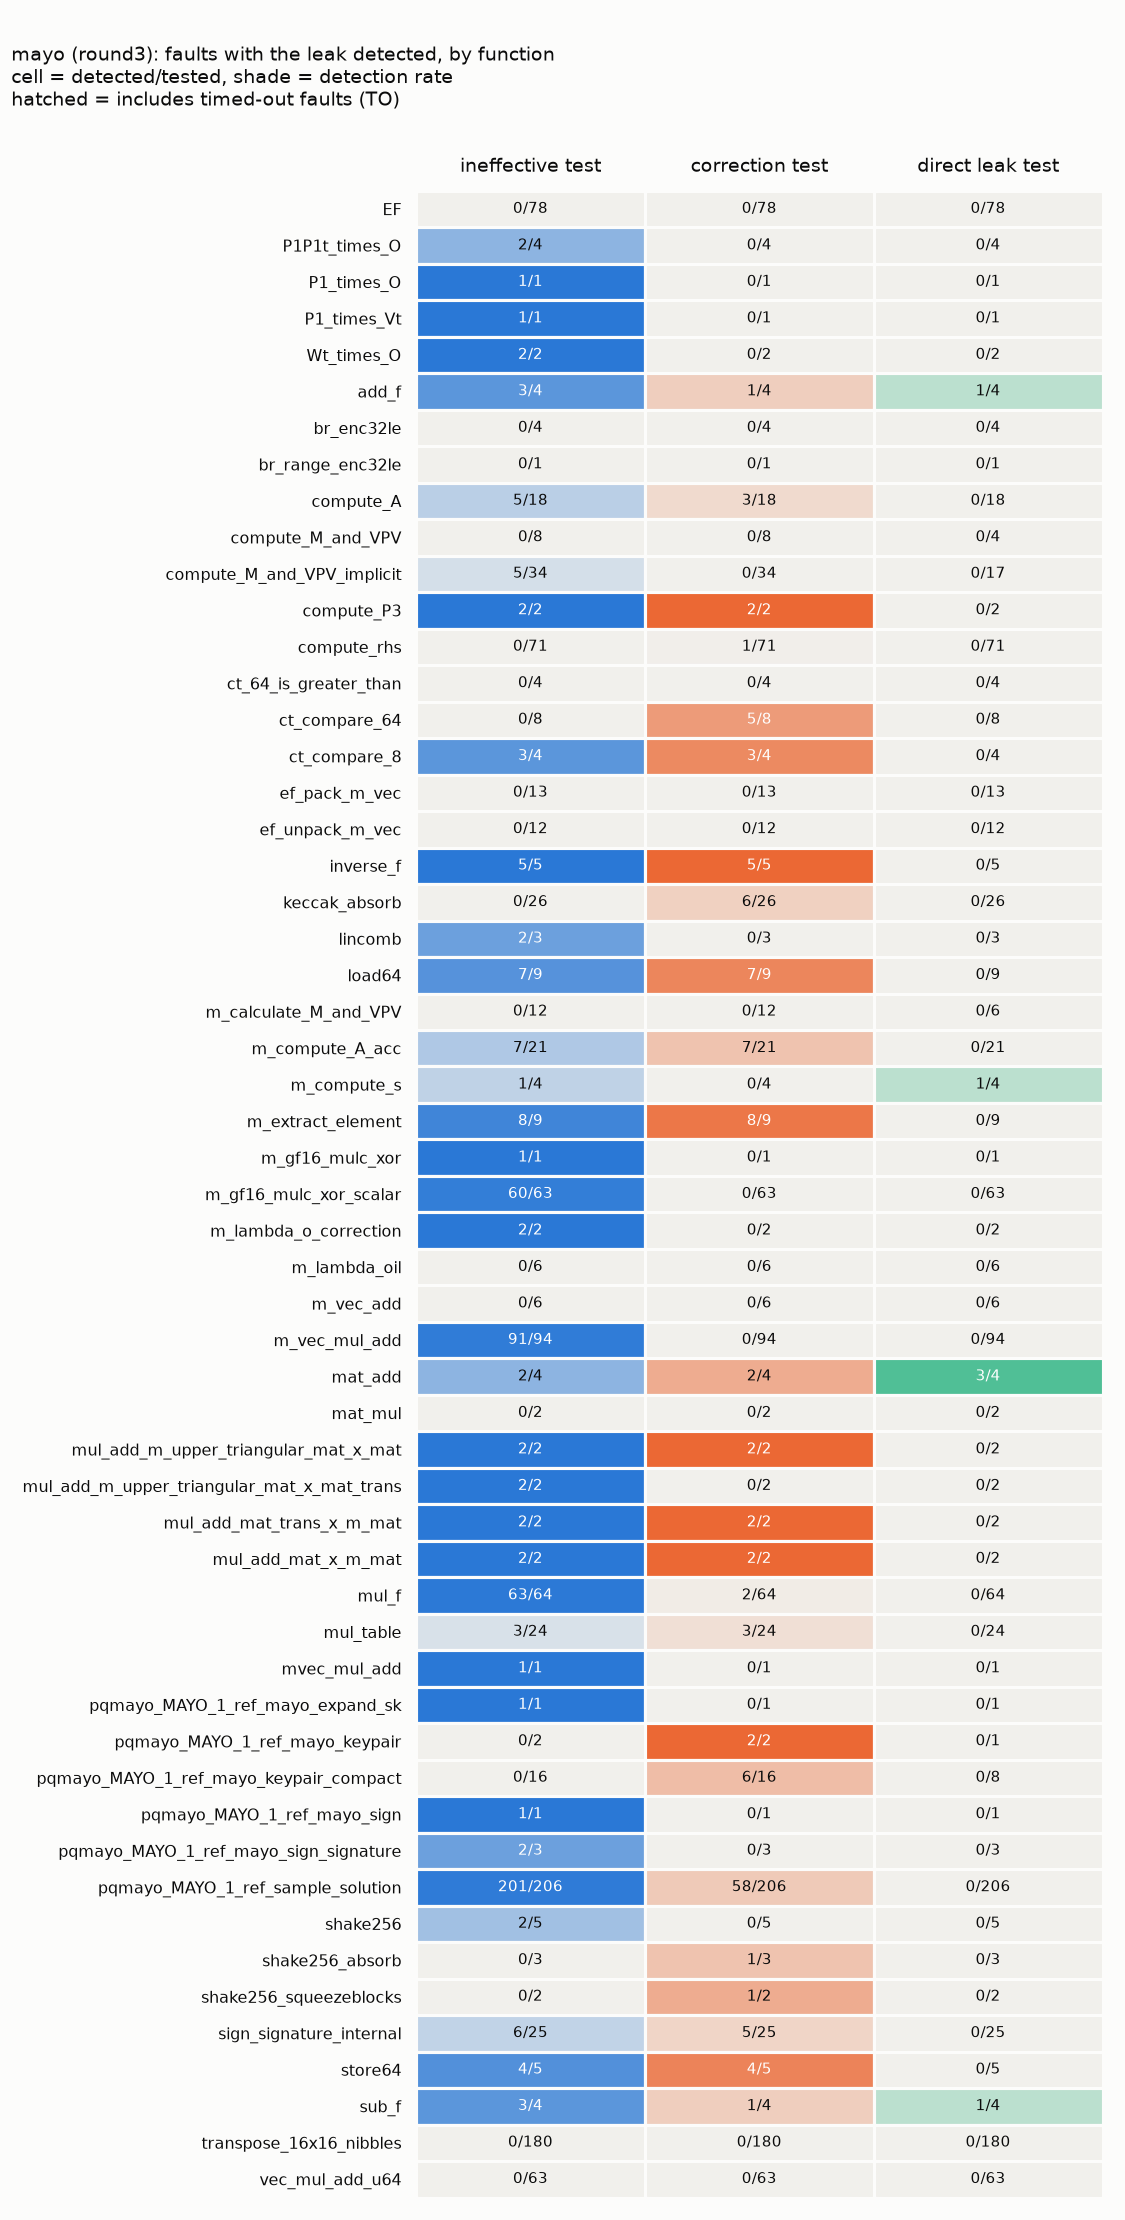 mayo (round3): faults with the leak detected, by function
cell = detected/tested, shade = detection rate
hatched = includes timed-out faults (TO)
ineffective test correction test direct leak test
EF 0/78 0/78 0/78
P1P1t_times_O 2/4 0/4 0/4
P1_times_O 1/1 0/1 0/1
P1_times_Vt 1/1 0/1 0/1
Wt_times_O 2/2 0/2 0/2
add_f 3/4 1/4 1/4
br_enc32le 0/4 0/4 0/4
br_range_enc32le 0/1 0/1 0/1
compute_A 5/18 3/18 0/18
compute_M_and_VPV 0/8 0/8 0/4
compute_M_and_VPV_implicit 5/34 0/34 0/17
compute_P3 2/2 2/2 0/2
compute_rhs 0/71 1/71 0/71
ct_64_is_greater_than 0/4 0/4 0/4
ct_compare_64 0/8 5/8 0/8
ct_compare_8 3/4 3/4 0/4
ef_pack_m_vec 0/13 0/13 0/13
ef_unpack_m_vec 0/12 0/12 0/12
inverse_f 5/5 5/5 0/5
keccak_absorb 0/26 6/26 0/26
lincomb 2/3 0/3 0/3
load64 7/9 7/9 0/9
m_calculate_M_and_VPV 0/12 0/12 0/6
m_compute_A_acc 7/21 7/21 0/21
m_compute_s 1/4 0/4 1/4
m_extract_element 8/9 8/9 0/9
m_gf16_mulc_xor 1/1 0/1 0/1
m_gf16_mulc_xor_scalar 60/63 0/63 0/63
m_lambda_o_correction 2/2 0/2 0/2
m_lambda_oil 0/6 0/6 0/6
m_vec_add 0/6 0/6 0/6
m_vec_mul_add 91/94 0/94 0/94
mat_add 2/4 2/4 3/4
mat_mul 0/2 0/2 0/2
mul_add_m_upper_triangular_mat_x_mat 2/2 2/2 0/2
mul_add_m_upper_triangular_mat_x_mat_trans 2/2 0/2 0/2
mul_add_mat_trans_x_m_mat 2/2 2/2 0/2
mul_add_mat_x_m_mat 2/2 2/2 0/2
mul_f 63/64 2/64 0/64
mul_table 3/24 3/24 0/24
mvec_mul_add 1/1 0/1 0/1
pqmayo_MAYO_1_ref_mayo_expand_sk 1/1 0/1 0/1
pqmayo_MAYO_1_ref_mayo_keypair 0/2 2/2 0/1
pqmayo_MAYO_1_ref_mayo_keypair_compact 0/16 6/16 0/8
pqmayo_MAYO_1_ref_mayo_sign 1/1 0/1 0/1
pqmayo_MAYO_1_ref_mayo_sign_signature 2/3 0/3 0/3
pqmayo_MAYO_1_ref_sample_solution 201/206 58/206 0/206
shake256 2/5 0/5 0/5
shake256_absorb 0/3 1/3 0/3
shake256_squeezeblocks 0/2 1/2 0/2
sign_signature_internal 6/25 5/25 0/25
store64 4/5 4/5 0/5
sub_f 3/4 1/4 1/4
transpose_16x16_nibbles 0/180 0/180 0/180
vec_mul_add_u64 0/63 0/63 0/63